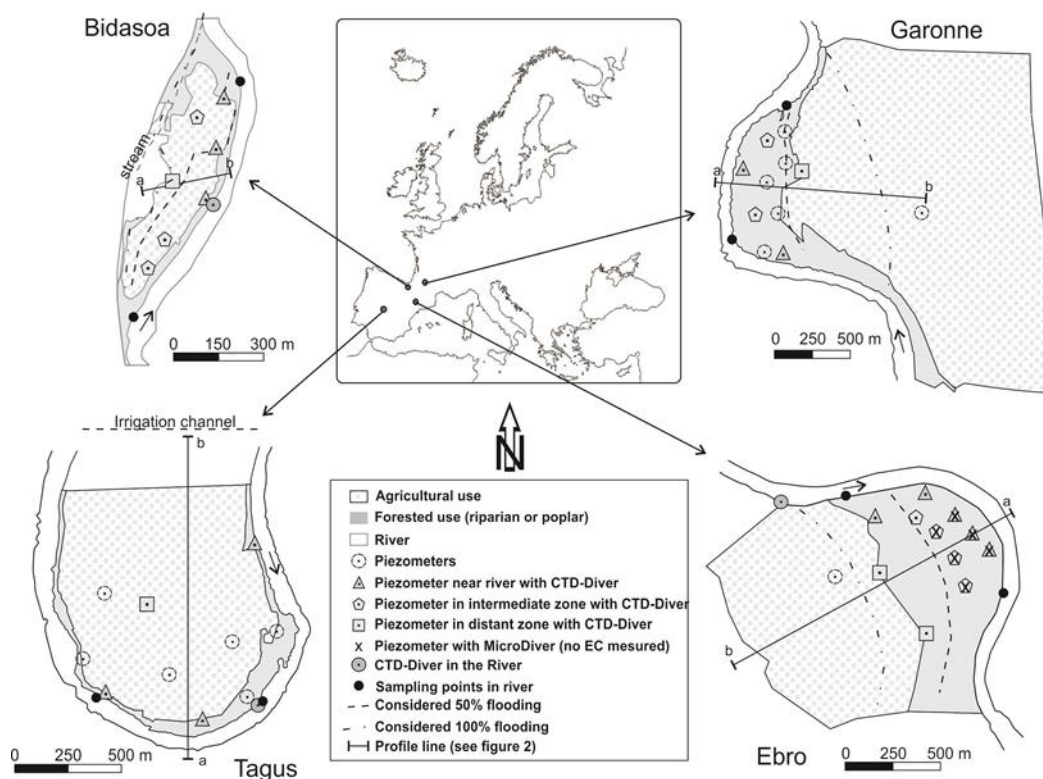 Bidasoa
stream
a
b
0 150 300 m
Garonne
a
b
0 250 500 m
Irrigation channel
b
a
0 250 500 m
Tagus
N
Agricultural use
Forested use (riparian or poplar)
River
Piezometers
Piezometer near river with CTD-Diver
Piezometer in intermediate zone with CTD-Diver
Piezometer in distant zone with CTD-Diver
Piezometer with MicroDiver (no EC mesured)
CTD-Diver in the River
Sampling points in river
Considered 50% flooding
Considered 100% flooding
Profile line (see figure 2)
a
b
Ebro
0 250 500 m